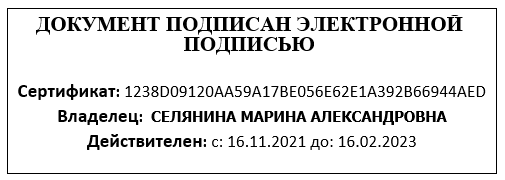 ДОКУМЕНТ ПОДПИСАН ЭЛЕКТРОННОЙ
ПОДПИСЬЮ
Сертификат: 1238D09120AA59A17BE056E62E1A392B66944AED
Владелец: СЕЛЯНИНА МАРИНА АЛЕКСАНДРОВНА
Действителен: с: 16.11.2021 до: 16.02.2023